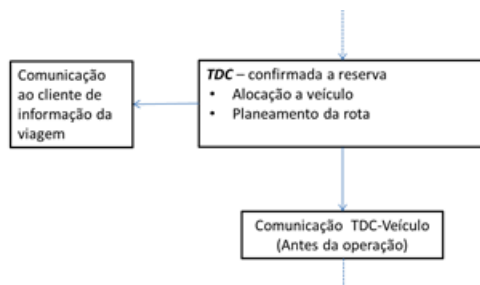 Comunicação
ao cliente de
informação da
viagem
TDC – confirmada a reserva
• Alocação a veículo
• Planeamento da rota
Comunicação TDC-Veículo
(Antes da operação)